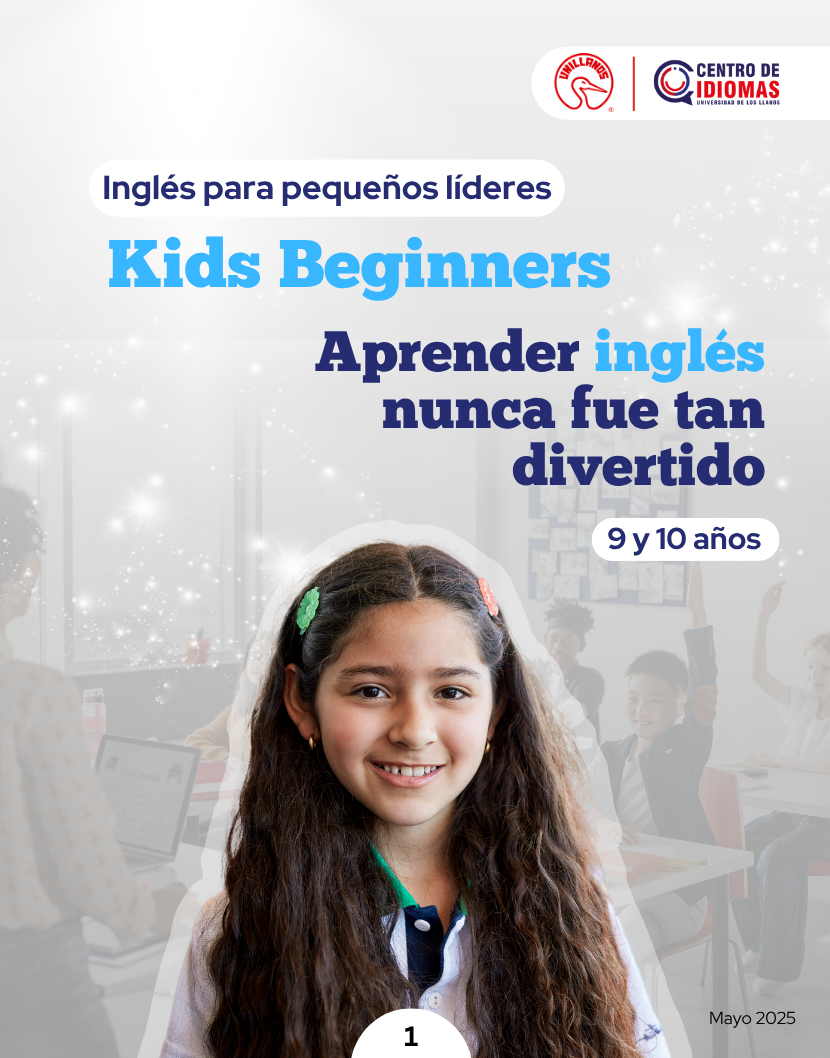 UNILLANOS
CENTRO DE
IDIOMAS
UNIVERSIDAD DE LOS LLANOS
Inglés para pequeños líderes
Kids Beginners
Aprender inglés
nunca fue tan
divertido
9 y 10 años
Mayo 2025
1